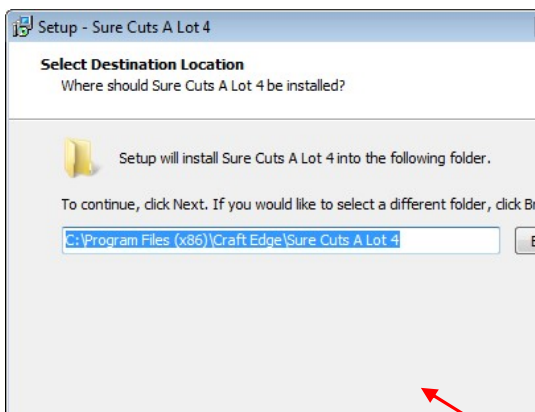 Setup - Sure Cuts A Lot 4
Select Destination Location
Where should Sure Cuts A Lot 4 be installed?
Setup will install Sure Cuts A Lot 4 into the following folder.
To continue, click Next. If you would like to select a different folder, click
C:\Program Files (x86)\Craft Edge\Sure Cuts A Lot 4